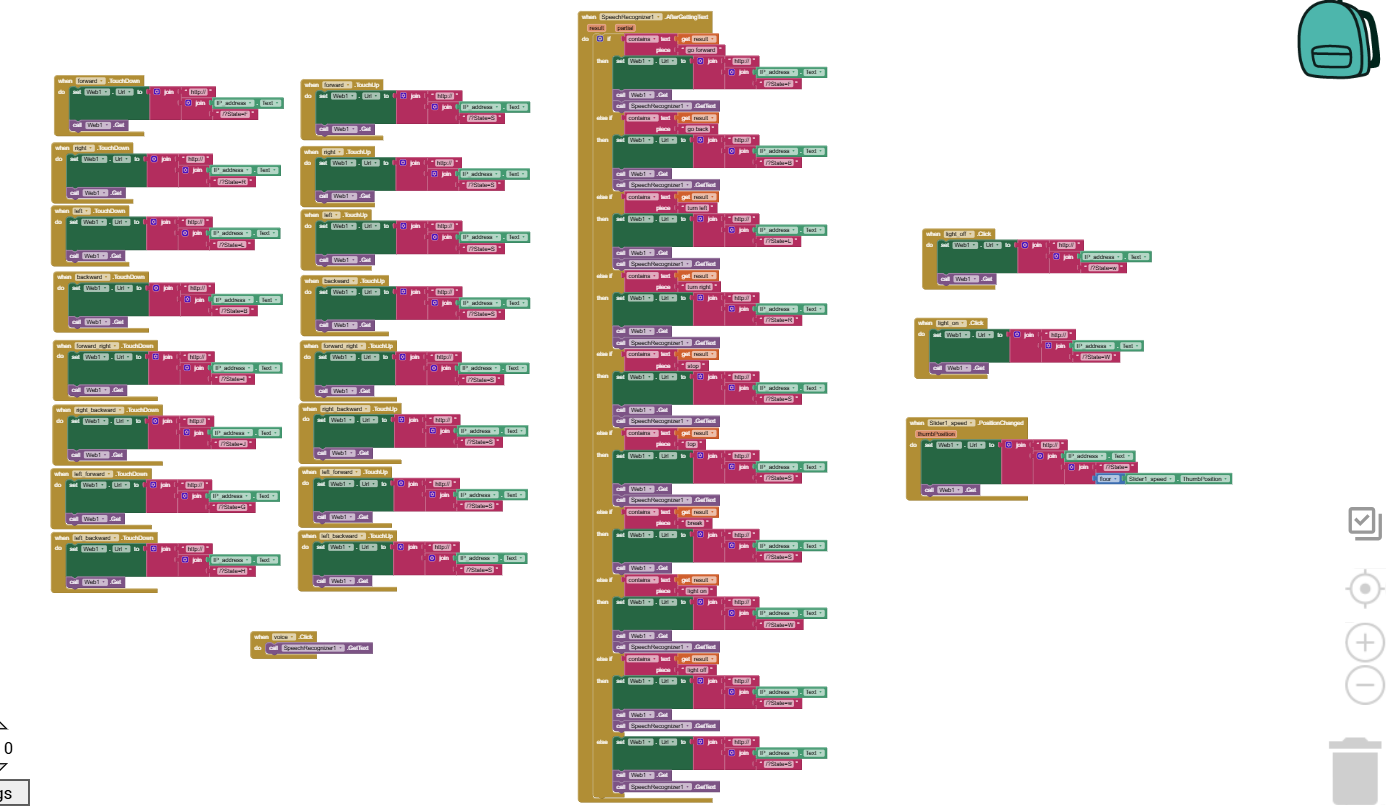 when forward .TouchDown
do set Web1 . Url to join "http://"
join IP_address . Text
"/?State=F"
call Web1 .Get
when right .TouchDown
do set Web1 . Url to join "http://"
join IP_address . Text
"/?State=R"
call Web1 .Get
when left .TouchDown
do set Web1 . Url to join "http://"
join IP_address . Text
"/?State=L"
call Web1 .Get
when backward .TouchDown
do set Web1 . Url to join "http://"
join IP_address . Text
"/?State=B"
call Web1 .Get
when forward_right .TouchDown
do set Web1 . Url to join "http://"
join IP_address . Text
call Web1 .Get
when right_backward .TouchDown
do set Web1 . Url to join "http://"
join IP_address . Text
"/?State=J"
call Web1 .Get
when left_forward .TouchDown
do set Web1 . Url to join "http://"
join IP_address . Text
"/?State=G"
call Web1 .Get
when left_backward .TouchDown
do set Web1 . Url to join "http://"
join IP_address . Text
"/?State=H"
call Web1 .Get
when forward .TouchUp
do set Web1 . Url to join "http://"
join IP_address . Text
"/?State=S"
call Web1 .Get
when right .TouchUp
do set Web1 . Url to join "http://"
join IP_address . Text
"/?State=S"
call Web1 .Get
when left .TouchUp
do set Web1 . Url to join "http://"
join IP_address . Text
"/?State=S"
call Web1 .Get
when backward .TouchUp
do set Web1 . Url to join "http://"
join IP_address . Text
"/?State=S"
call Web1 .Get
when forward_right .TouchUp
do set Web1 . Url to join "http://"
join IP_address . Text
"/?State=S"
call Web1 .Get
when right_backward .TouchUp
do set Web1 . Url to join "http://"
join IP_address . Text
"/?State=S"
call Web1 .Get
when left_forward .TouchUp
do set Web1 . Url to join "http://"
join IP_address . Text
"/?State=S"
call Web1 .Get
when left_backward .TouchUp
do set Web1 . Url to join "http://"
join IP_address . Text
"/?State=S"
call Web1 .Get
when voice .Click
do call SpeechRecognizer1 .GetText
when SpeechRecognizer1 .AfterGettingText
result partial
do if contains text get result
piece "go forward"
then set Web1 . Url to join "http://"
join IP_address . Text
"/?State=F"
call Web1 .Get
call SpeechRecognizer1 .GetText
else if contains text get result
piece "go back"
then set Web1 . Url to join "http://"
join IP_address . Text
"/?State=B"
call Web1 .Get
call SpeechRecognizer1 .GetText
else if contains text get result
piece "turn left"
then set Web1 . Url to join "http://"
join IP_address . Text
"/?State=L"
call Web1 .Get
call SpeechRecognizer1 .GetText
else if contains text get result
piece "turn right"
then set Web1 . Url to join "http://"
join IP_address . Text
"/?State=R"
call Web1 .Get
call SpeechRecognizer1 .GetText
else if contains text get result
piece "stop"
then set Web1 . Url to join "http://"
join IP_address . Text
"/?State=S"
call Web1 .Get
call SpeechRecognizer1 .GetText
else if contains text get result
piece "top"
then set Web1 . Url to join "http://"
join IP_address . Text
"/?State=S"
call Web1 .Get
call SpeechRecognizer1 .GetText
else if contains text get result
piece "break"
then set Web1 . Url to join "http://"
join IP_address . Text
"/?State=S"
call Web1 .Get
else if contains text get result
piece "light on"
then set Web1 . Url to join "http://"
join IP_address . Text
"/?State=W"
call Web1 .Get
call SpeechRecognizer1 .GetText
else if contains text get result
piece "light off"
then set Web1 . Url to join "http://"
join IP_address . Text
"/?State=w"
call Web1 .Get
call SpeechRecognizer1 .GetText
else set Web1 . Url to join "http://"
join IP_address . Text
"/?State=S"
call Web1 .Get
call SpeechRecognizer1 .GetText
when light_off .Click
do set Web1 . Url to join "http://"
join IP_address . Text
"/?State=w"
call Web1 .Get
when light_on .Click
do set Web1 . Url to join "http://"
join IP_address . Text
"/?State=W"
call Web1 .Get
when Slider1_speed .PositionChanged
thumbPosition
do set Web1 . Url to join "http://"
join IP_address . Text
join "/?State="
floor Slider1_speed . ThumbPosition
call Web1 .Get
0
gs